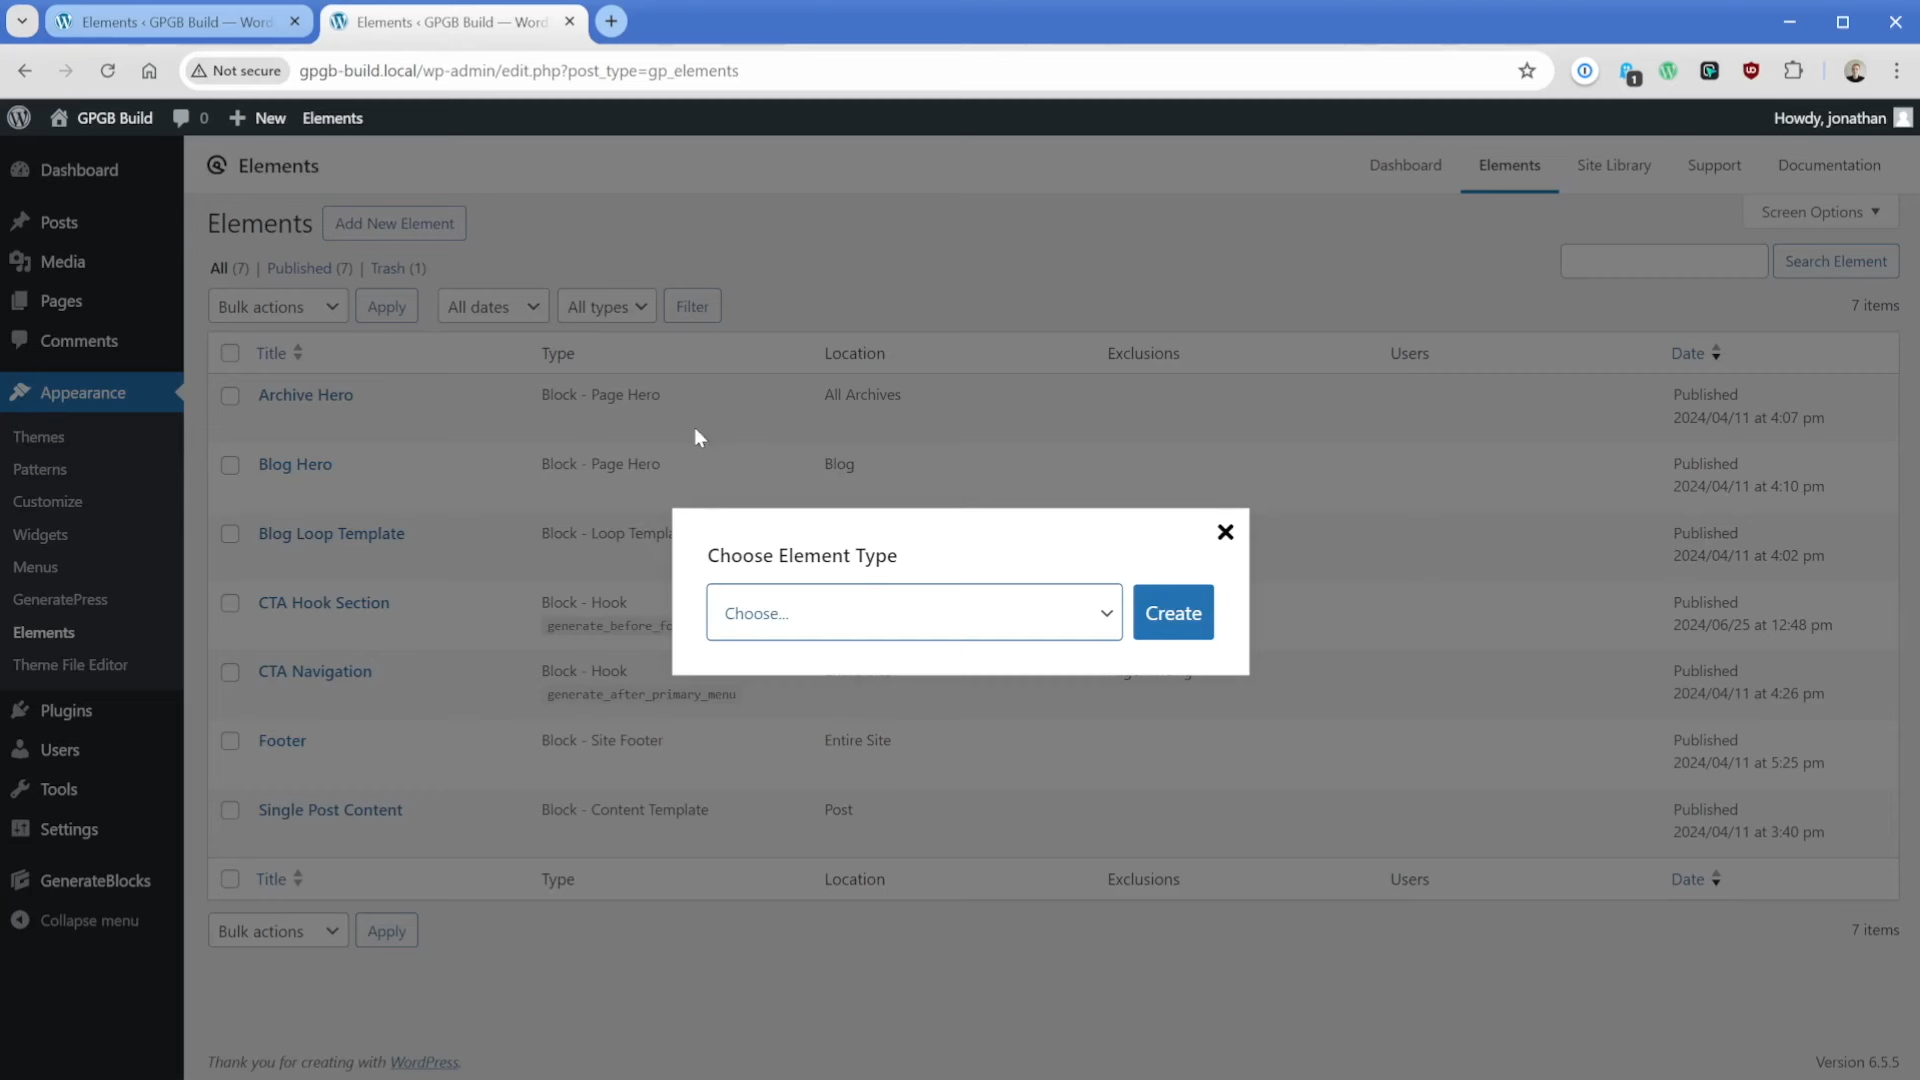 Elements ‹ GPGB Build — Word
Elements ‹ GPGB Build — Word
Not secure
gpgb-build.local/wp-admin/edit.php?post_type=gp_elements
1
GPGB Build
0
New
Elements
Howdy, jonathan
Dashboard
Posts
Media
Pages
Comments
Appearance
Themes
Patterns
Customize
Widgets
Menus
GeneratePress
Elements
Theme File Editor
Plugins
Users
Tools
Settings
GenerateBlocks
Collapse menu
Elements
Dashboard
Elements
Site Library
Support
Documentation
Elements
Add New Element
Screen Options
All (7) | Published (7) | Trash (1)
Search Element
Bulk actions
Apply
All dates
All types
Filter
7 items
Title Type Location Exclusions Users Date
Archive Hero Block - Page Hero All Archives Published
2024/04/11 at 4:07 pm
Blog Hero Block - Page Hero Blog Published
2024/04/11 at 4:10 pm
Blog Loop Template Block - Loop Templa Published
2024/04/11 at 4:02 pm
CTA Hook Section Block - Hook Published
generate_before_fo 2024/06/25 at 12:48 pm
CTA Navigation Block - Hook Published
generate_after_primary_menu 2024/04/11 at 4:26 pm
Footer Block - Site Footer Entire Site Published
2024/04/11 at 5:25 pm
Single Post Content Block - Content Template Post Published
2024/04/11 at 3:40 pm
Title Type Location Exclusions Users Date
Choose Element Type
Choose...
Create
Bulk actions
Apply
7 items
Thank you for creating with WordPress.
Version 6.5.5